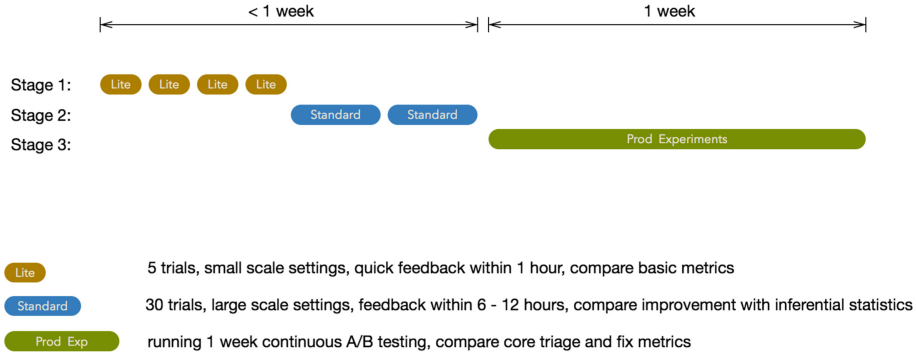 < 1 week 1 week
Stage 1: Lite Lite Lite Lite
Stage 2: Standard Standard
Stage 3: Prod Experiments
Lite 5 trials, small scale settings, quick feedback within 1 hour, compare basic metrics
Standard 30 trials, large scale settings, feedback within 6 - 12 hours, compare improvement with inferential statistics
Prod Exp running 1 week continuous A/B testing, compare core triage and fix metrics